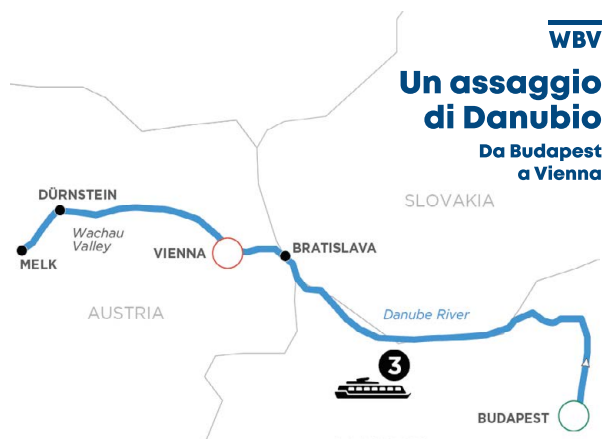 WBV
Un assaggio
di Danubio
Da Budapest
a Vienna
SLOVAKIA
DÜRNSTEIN
Wachau
Valley
MELK
VIENNA
BRATISLAVA
AUSTRIA
Danube River
3
BUDAPEST